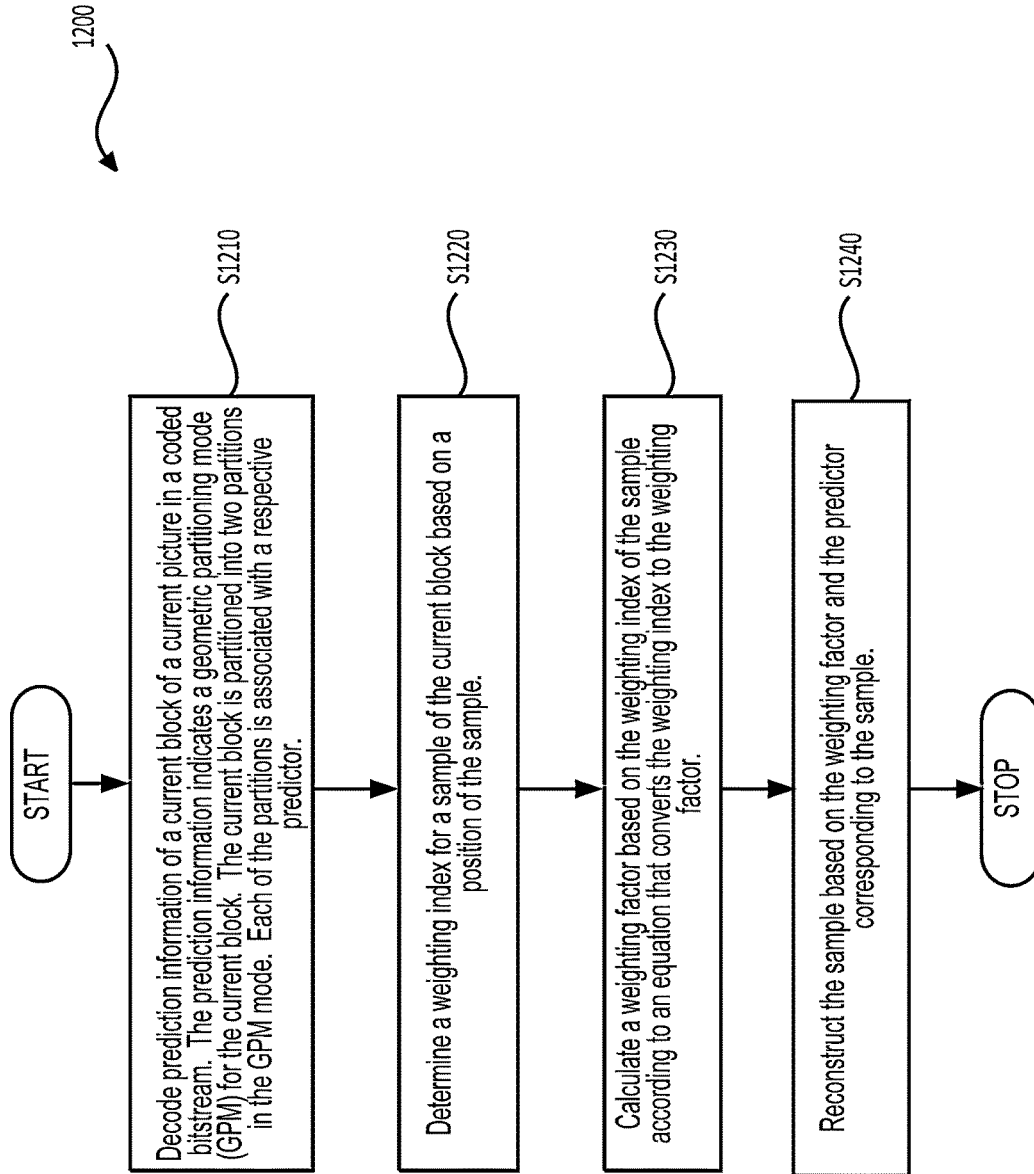 1200
START
Decode prediction information of a current block of a current picture in a coded
bitstream. The prediction information indicates a geometric partitioning mode
(GPM) for the current block. The current block is partitioned into two partitions
in the GPM mode. Each of the partitions is associated with a respective
predictor.
S1210
Determine a weighting index for a sample of the current block based on a
position of the sample.
S1220
Calculate a weighting factor based on the weighting index of the sample
according to an equation that converts the weighting index to the weighting
factor.
S1230
Reconstruct the sample based on the weighting factor and the predictor
corresponding to the sample.
S1240
STOP